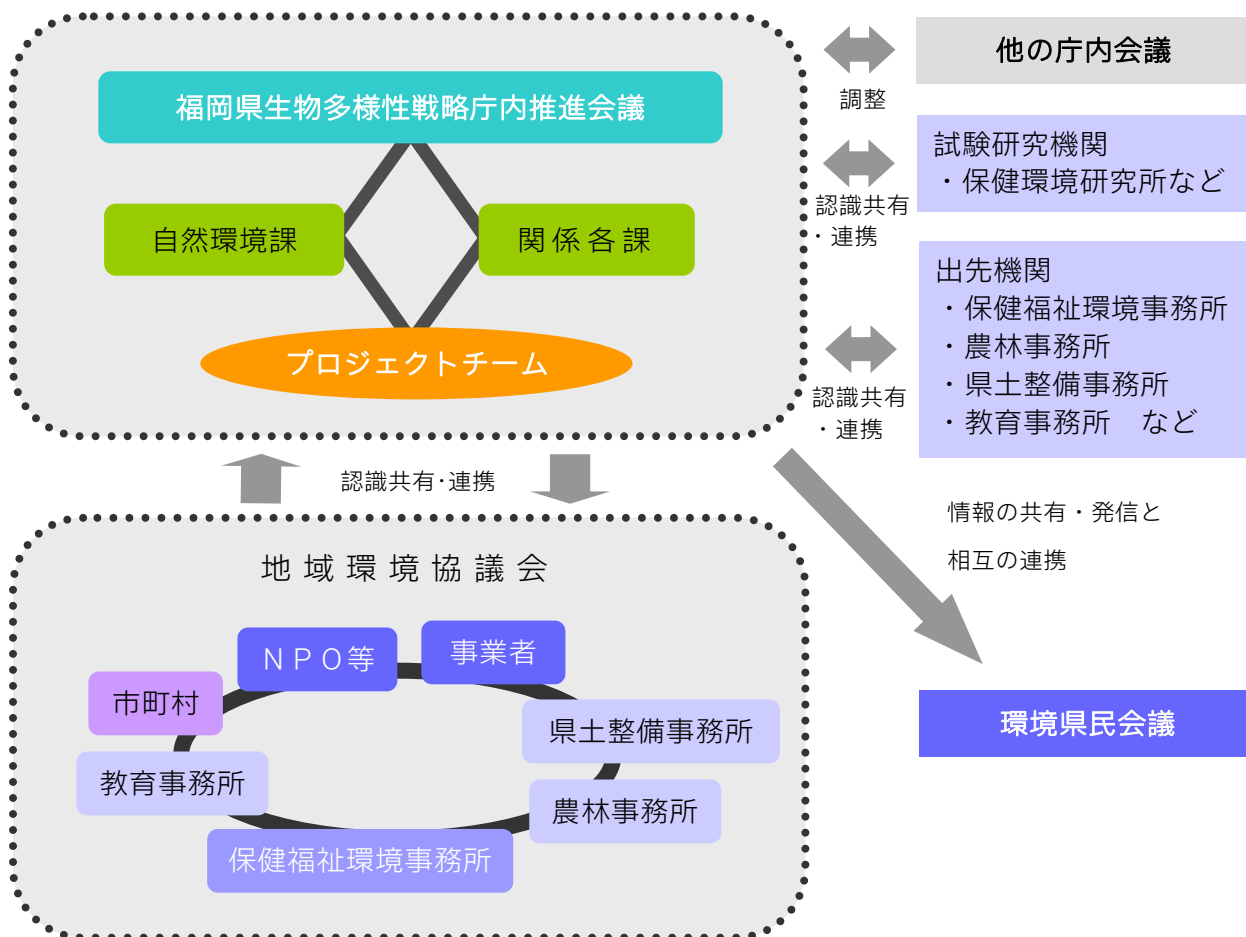 福岡県生物多様性戦略庁内推進会議
自然環境課
関係各課
プロジェクトチーム
調整
認識共有
・連携
認識共有
・連携
他の庁内会議
試験研究機関
・保健環境研究所など
出先機関
・保健福祉環境事務所
・農林事務所
・県土整備事務所
・教育事務所　など
認識共有・連携
情報の共有・発信と
相互の連携
環境県民会議
地域環境協議会
ＮＰＯ等
事業者
市町村
県土整備事務所
教育事務所
農林事務所
保健福祉環境事務所